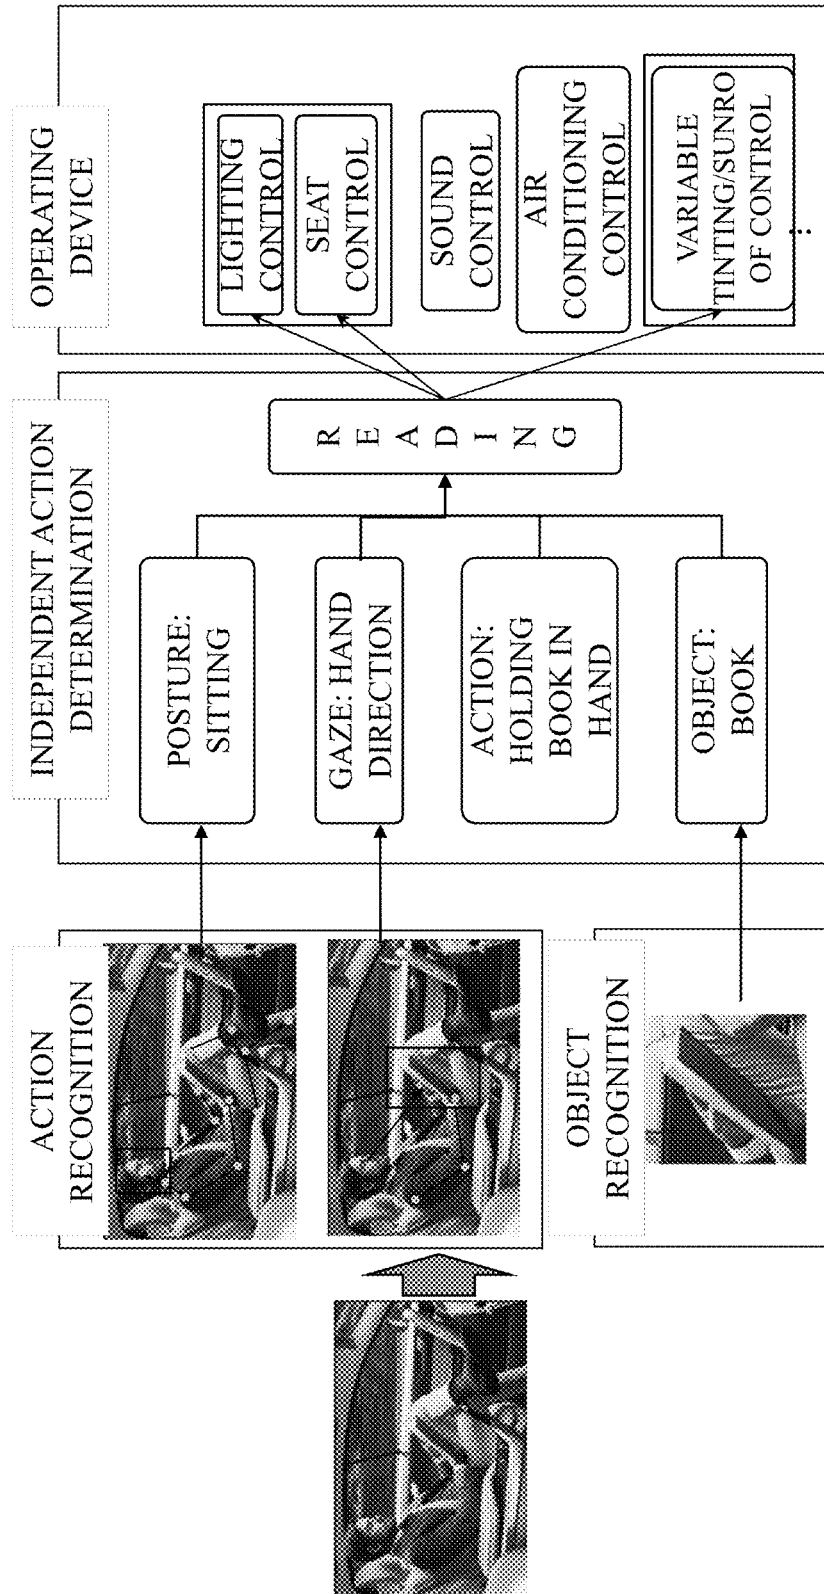 ACTION
RECOGNITION
OBJECT
RECOGNITION
INDEPENDENT ACTION
DETERMINATION
POSTURE:
SITTING
GAZE: HAND
DIRECTION
ACTION:
HOLDING
BOOK IN
HAND
OBJECT:
BOOK
READING
OPERATING
DEVICE
LIGHTING
CONTROL
SEAT
CONTROL
SOUND
CONTROL
AIR
CONDITIONING
CONTROL
VARIABLE
TINTING/SUNRO
OF CONTROL
...